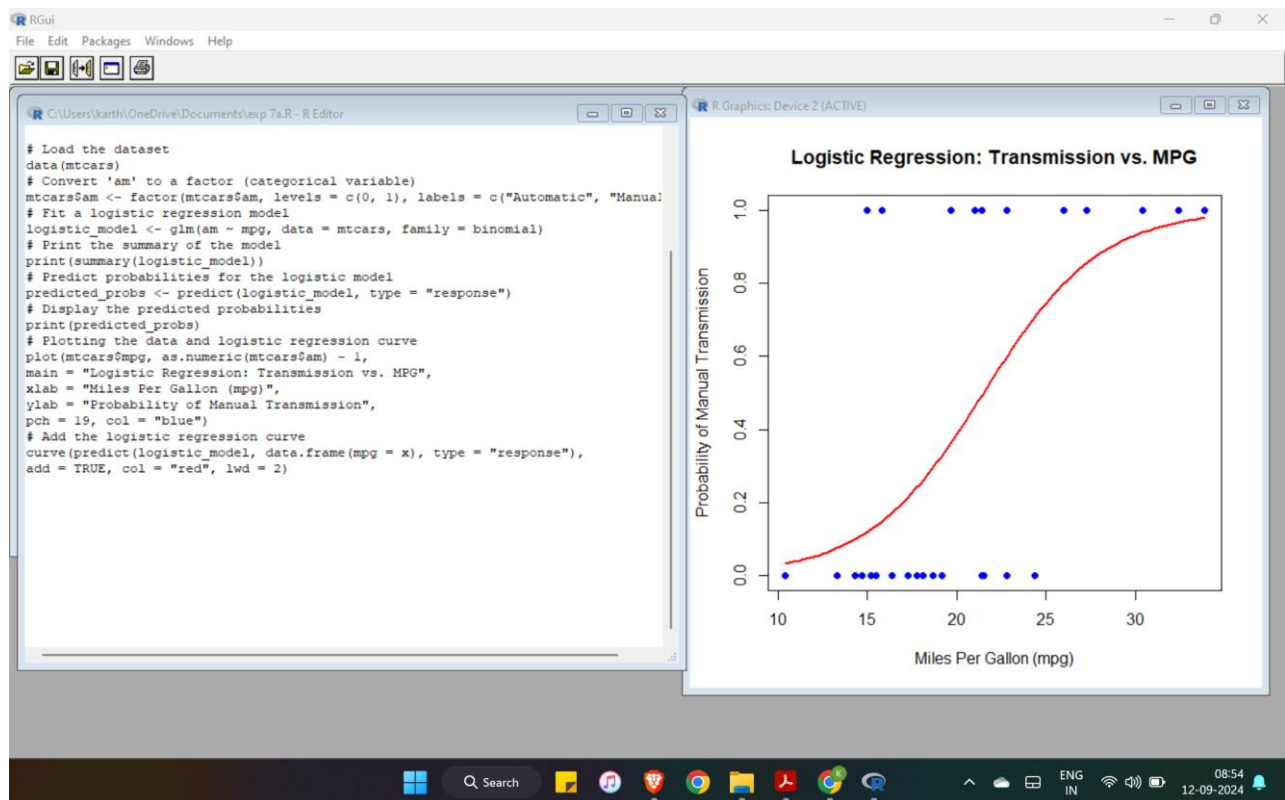 RGui
File Edit Packages Windows Help
C:\Users\karth\OneDrive\Documents\exp 7a.R - R Editor
# Load the dataset
data(mtcars)
# Convert 'am' to a factor (categorical variable)
mtcars$am <- factor(mtcars$am, levels = c(0, 1), labels = c("Automatic", "Manual
# Fit a logistic regression model
logistic_model <- glm(am ~ mpg, data = mtcars, family = binomial)
# Print the summary of the model
print(summary(logistic_model))
# Predict probabilities for the logistic model
predicted_probs <- predict(logistic_model, type = "response")
# Display the predicted probabilities
print(predicted_probs)
# Plotting the data and logistic regression curve
plot(mtcars$mpg, as.numeric(mtcars$am) - 1,
main = "Logistic Regression: Transmission vs. MPG",
xlab = "Miles Per Gallon (mpg)",
ylab = "Probability of Manual Transmission",
pch = 19, col = "blue")
# Add the logistic regression curve
curve(predict(logistic_model, data.frame(mpg = x), type = "response"),
add = TRUE, col = "red", lwd = 2)
R Graphics: Device 2 (ACTIVE)
Logistic Regression: Transmission vs. MPG
Probability of Manual Transmission
1.0
0.8
0.6
0.4
0.2
0.0
10 15 20 25 30
Miles Per Gallon (mpg)
Search
ENG
IN
08:54
12-09-2024